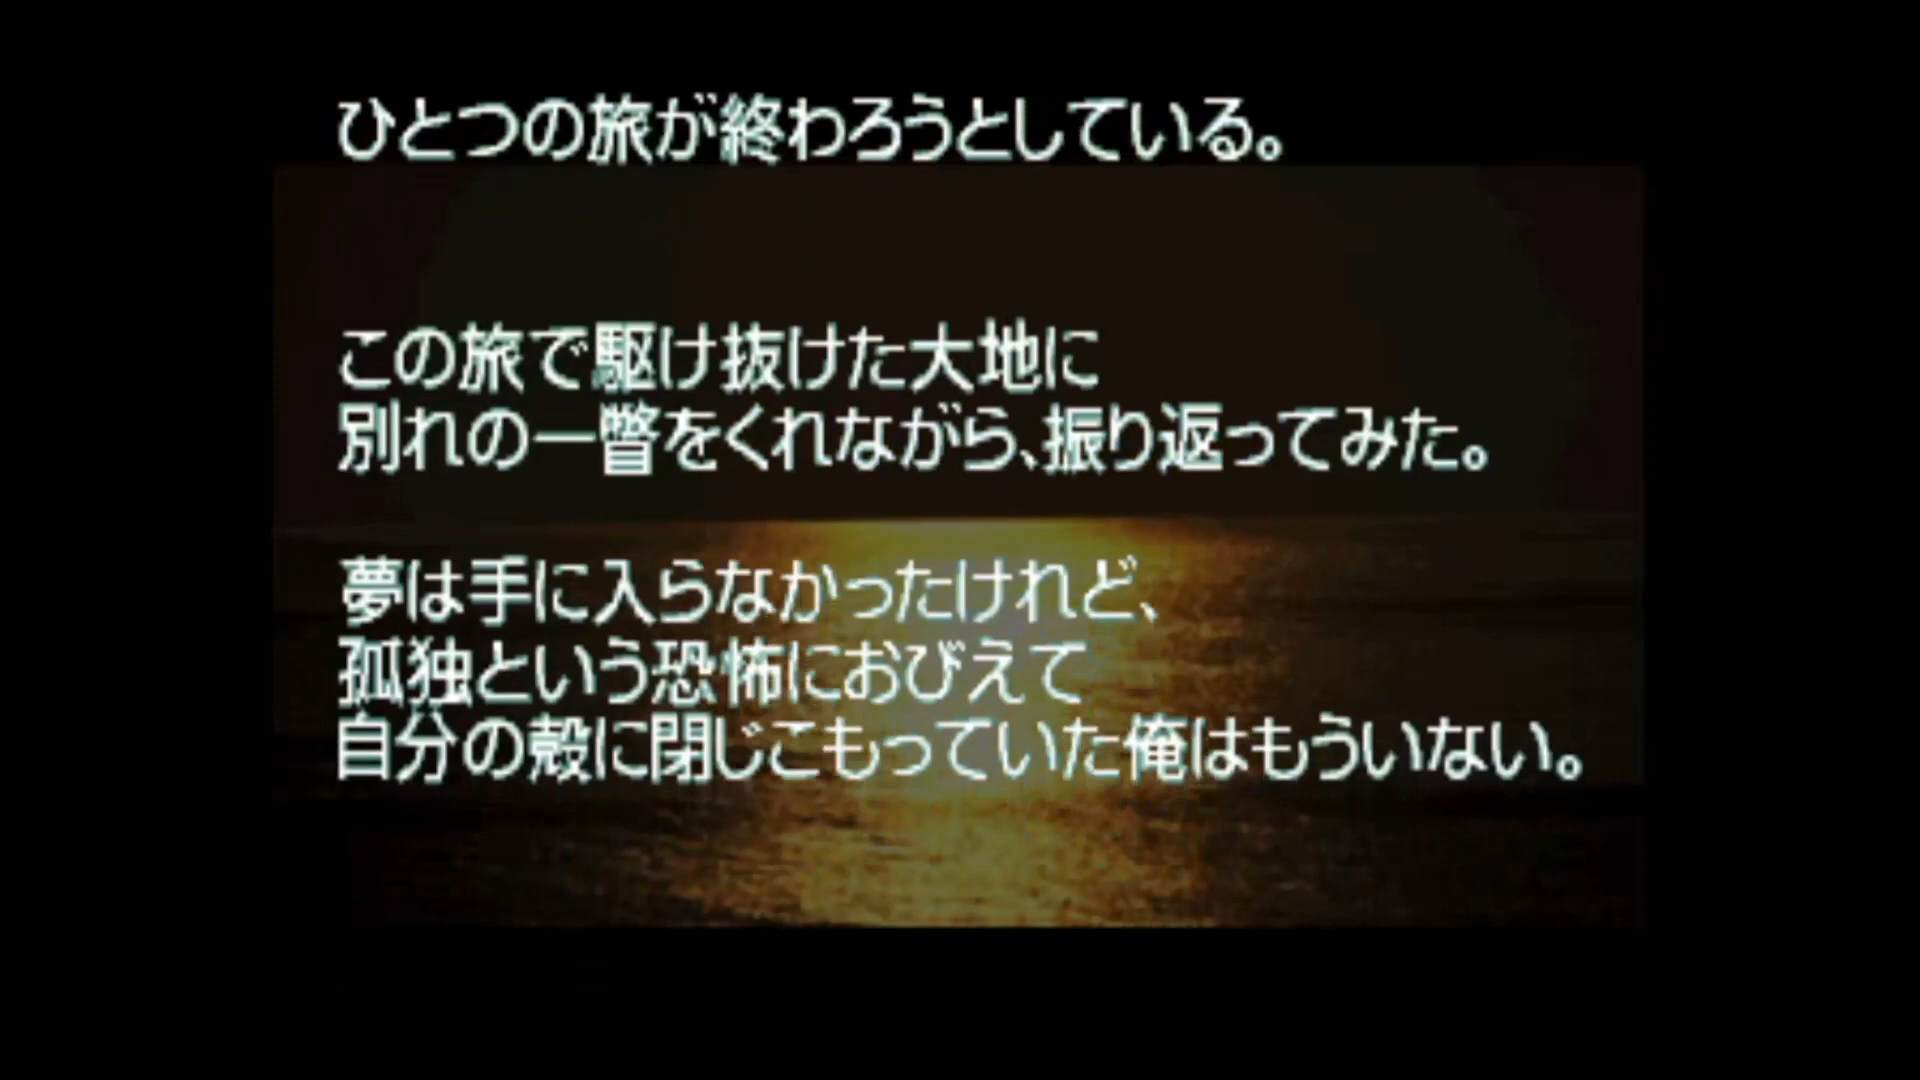 ひとつの旅が終わろうとしている。
この旅で駆け抜けた大地に
別れの一瞥をくれながら、振り返ってみた。
夢は手に入らなかったけれど、
孤独という恐怖におびえて
自分の殻に閉じこもっていた俺はもういない。